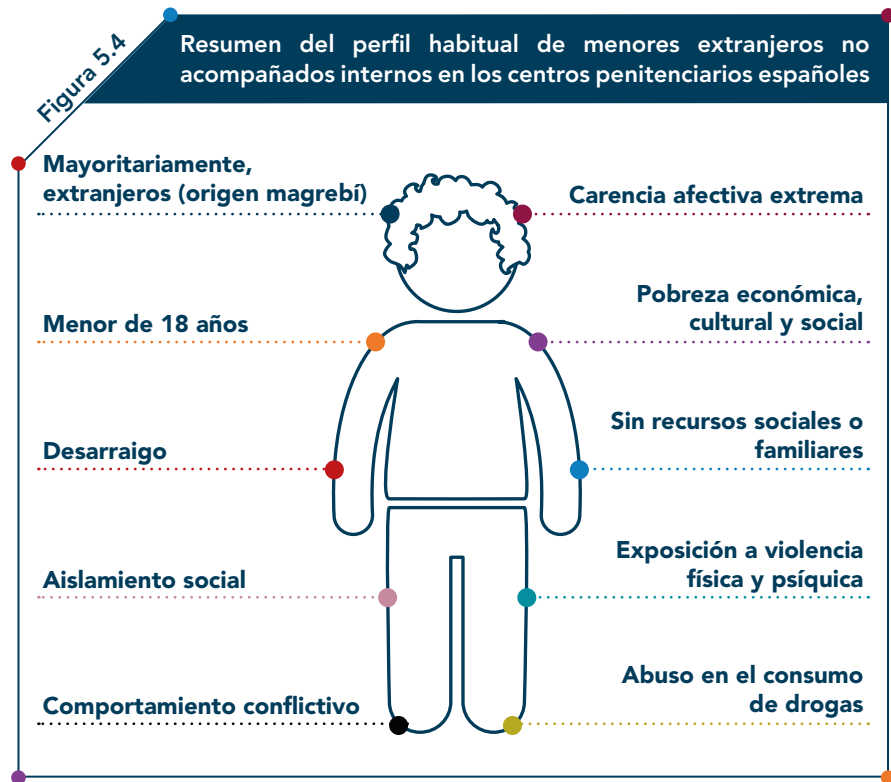 Figura 5.4
Resumen del perfil habitual de menores extranjeros no
acompañados internos en los centros penitenciarios españoles
Mayoritariamente,
extranjeros (origen magrebí)
Menor de 18 años
Desarraigo
Aislamiento social
Comportamiento conflictivo
Carencia afectiva extrema
Pobreza económica,
cultural y social
Sin recursos sociales o
familiares
Exposición a violencia
física y psíquica
Abuso en el consumo
de drogas